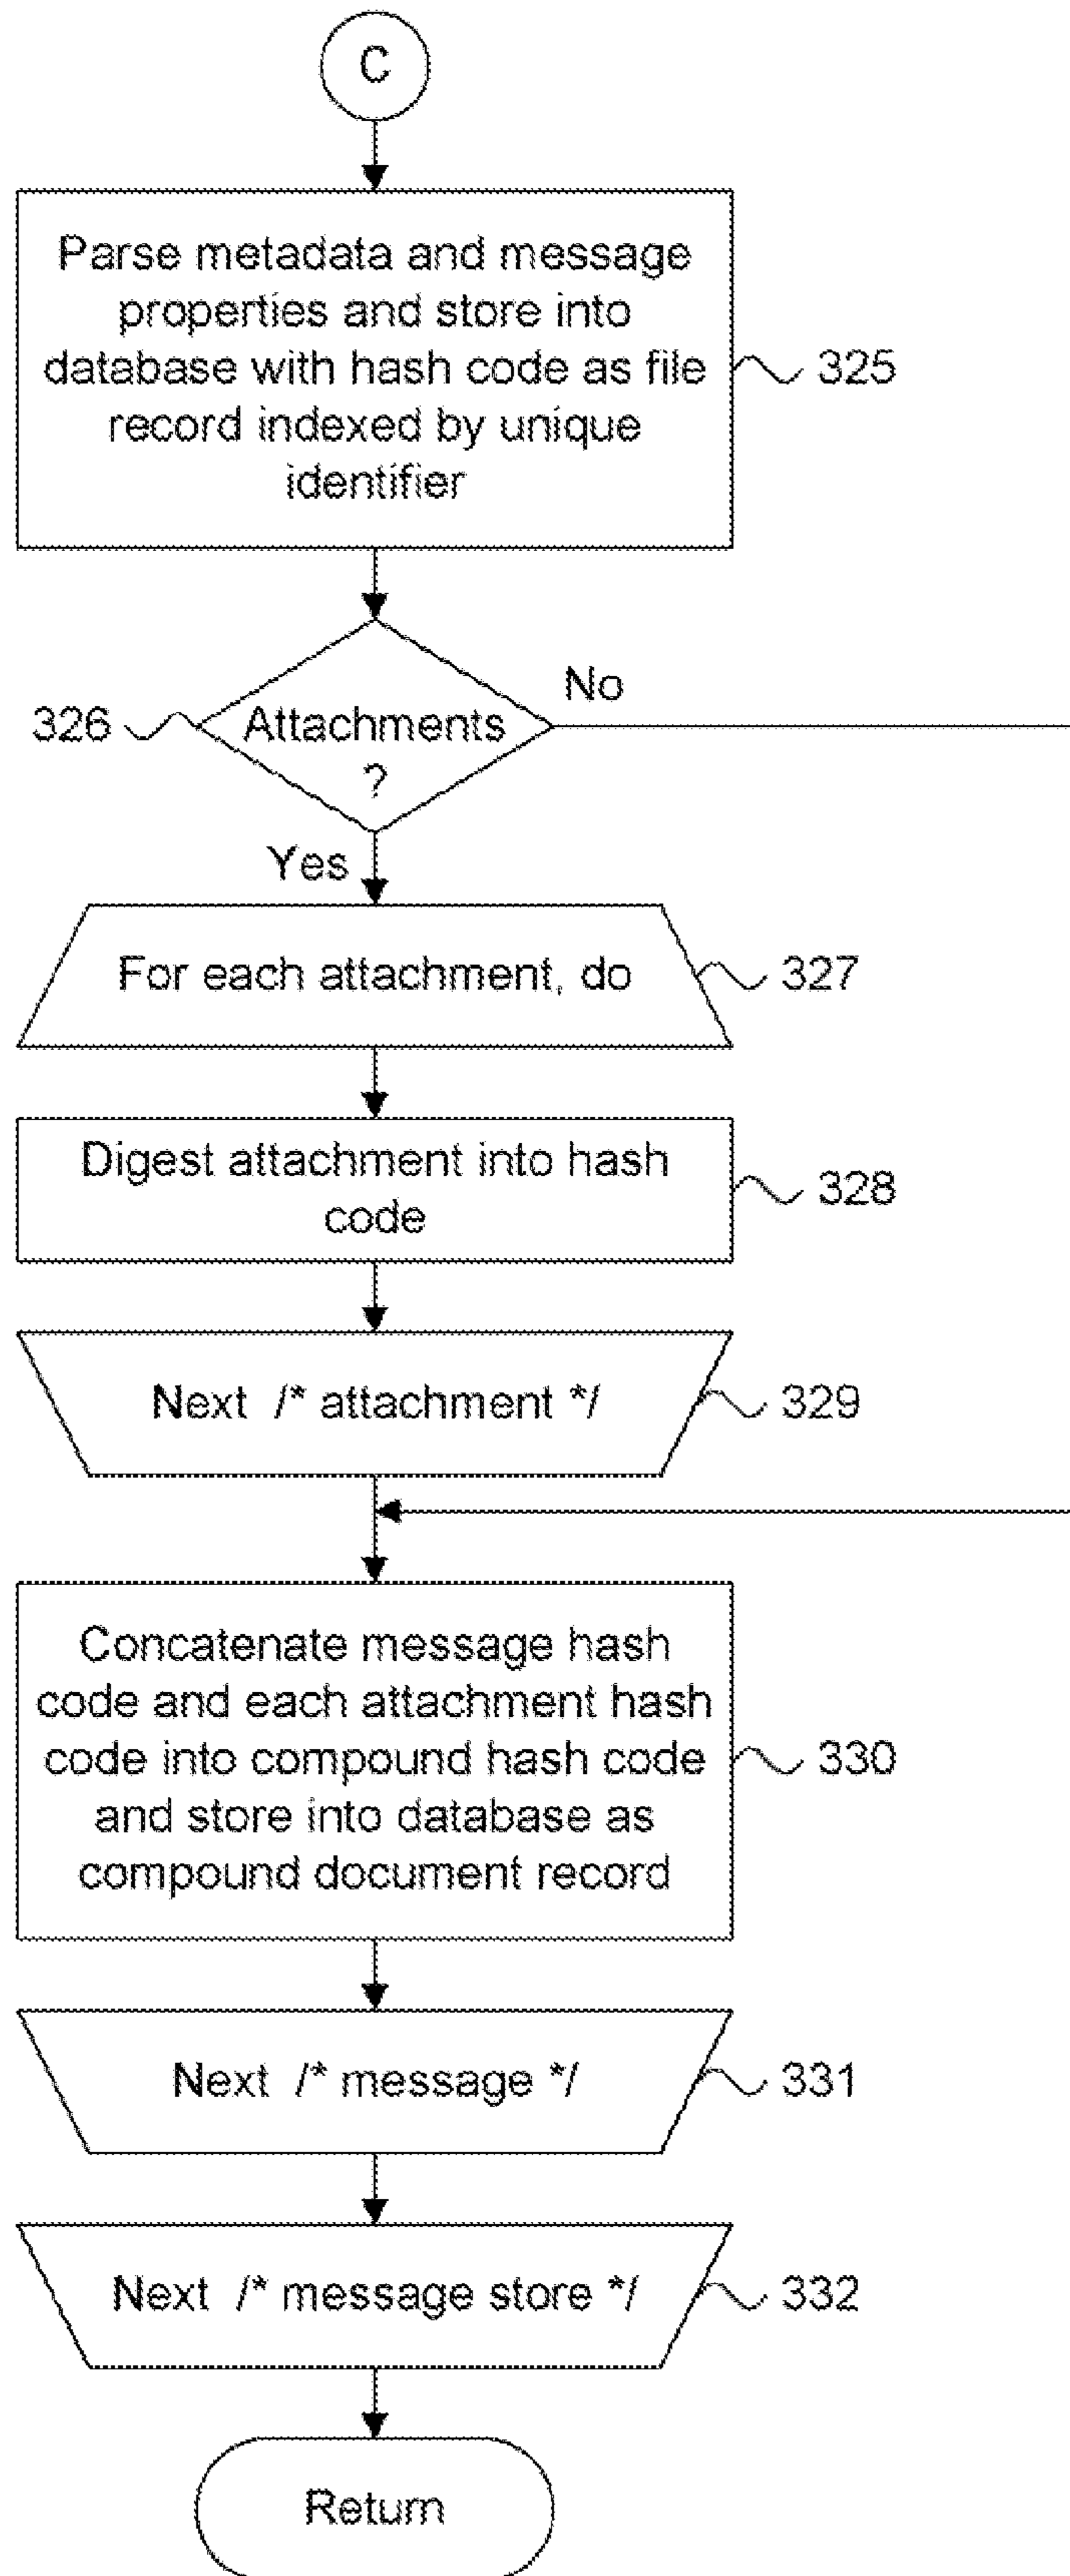 C
Parse metadata and message
properties and store into
database with hash code as file
record indexed by unique
identifier
325
No
326
Attachments
?
Yes
For each attachment, do
327
Digest attachment into hash
code
328
Next /* attachment */
329
Concatenate message hash
code and each attachment hash
code into compound hash code
and store into database as
compound document record
330
Next /* message */
331
Next /* message store */
332
Return